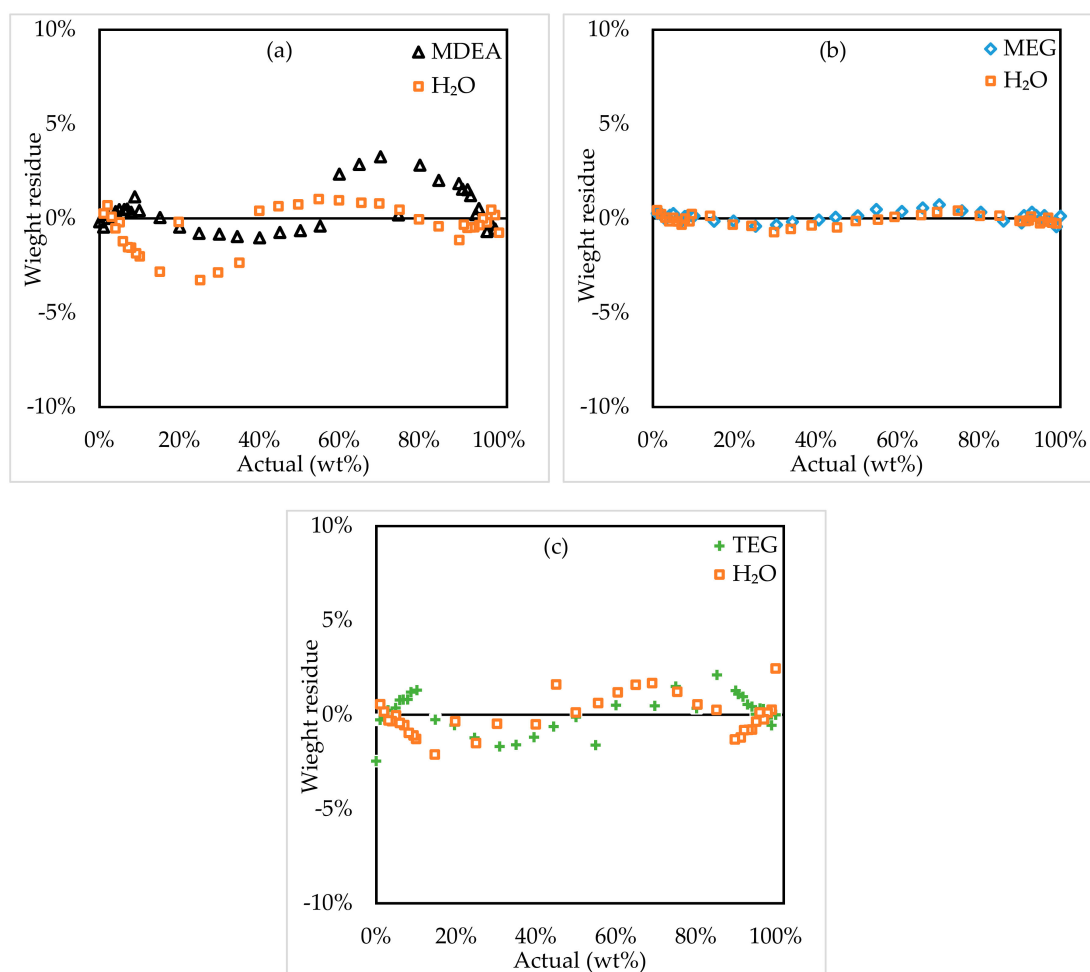 10%
(a)
MDEA
H₂O
5%
0%
-5%
-10%
Wieght residue
0% 20% 40% 60% 80% 100%
Actual (wt%)
10%
(b)
MEG
H₂O
5%
0%
-5%
-10%
Wieght residue
0% 20% 40% 60% 80% 100%
Actual (wt%)
10%
(c)
TEG
H₂O
5%
0%
-5%
-10%
Wieght residue
0% 20% 40% 60% 80% 100%
Actual (wt%)